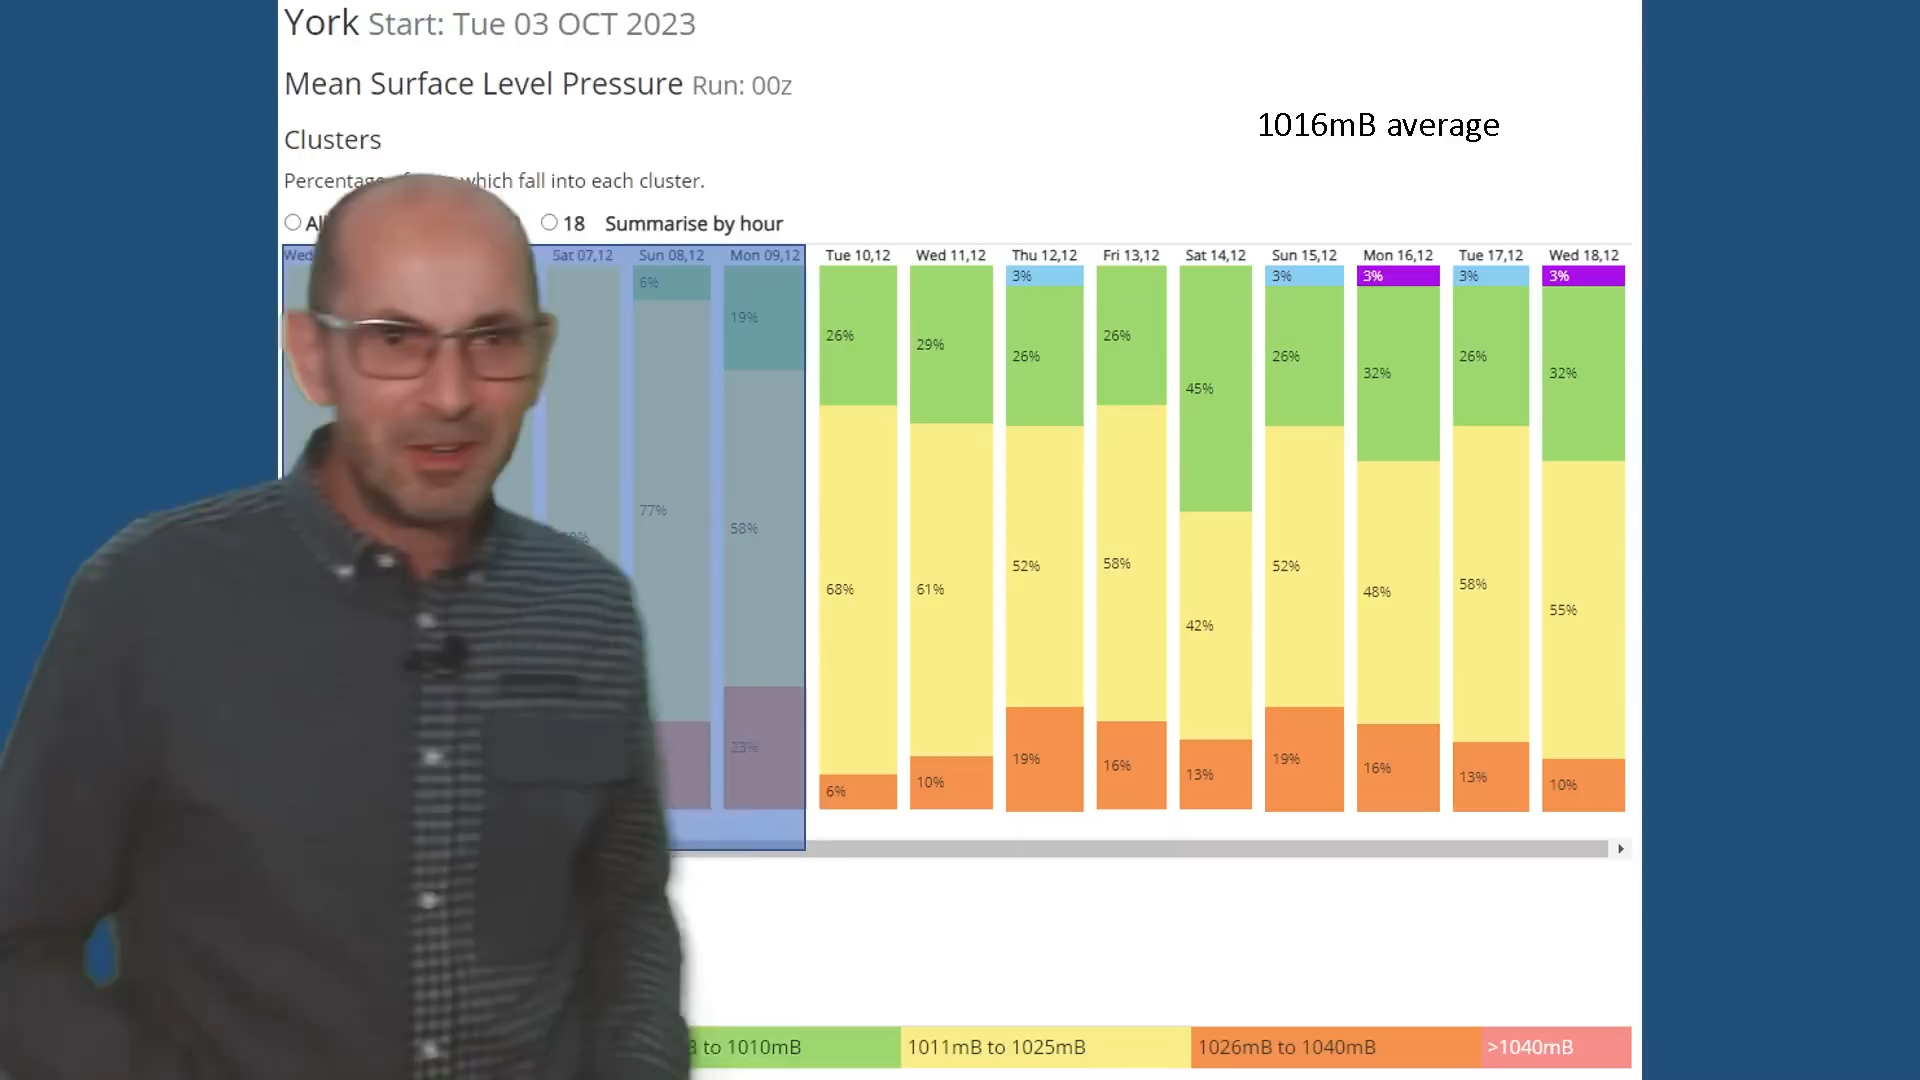 York Start: Tue 03 OCT 2023
Mean Surface Level Pressure Run: 00z
1016mB average
Clusters
which fall into each cluster.
18 Summarise by hour
Wed Sat 07,12 Sun 08,12 Mon 09,12 Tue 10,12 Wed 11,12 Thu 12,12 Fri 13,12 Sat 14,12 Sun 15,12 Mon 16,12 Tue 17,12 Wed 18,12
3% 3% 3% 3% 3%
6%
19%
26% 29% 26% 26% 45% 26% 32% 26% 32%
77%
58%
68% 61% 52% 58% 42% 52% 48% 58% 55%
23%
6% 10% 19% 16% 13% 19% 16% 13% 10%
to 1010mB 1011mB to 1025mB 1026mB to 1040mB >1040mB